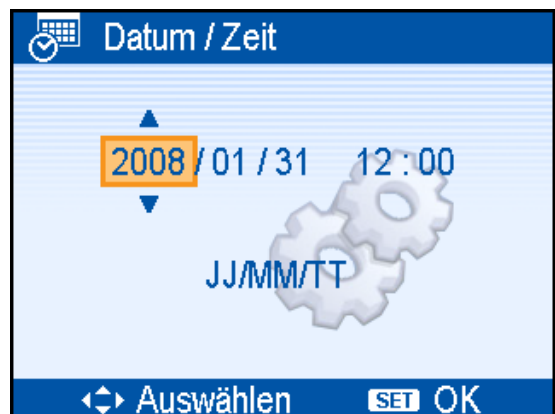 Datum / Zeit
2008 / 01 / 31 12 : 00
JJ/MM/TT
Auswählen SET OK